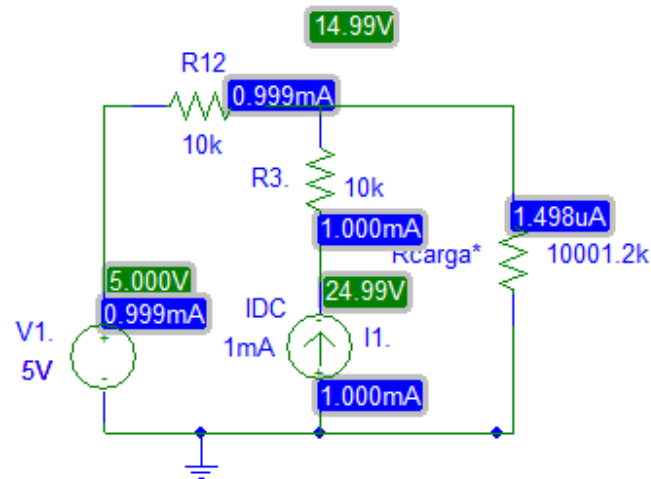 14.99V
R12
0.999mA
10k
R3.
10k
1.000mA
1.498uA
Rcarga*
10001.2k
5.000V
0.999mA
24.99V
IDC
V1.
+
-
5V
1mA
-
+
I1.
1.000mA